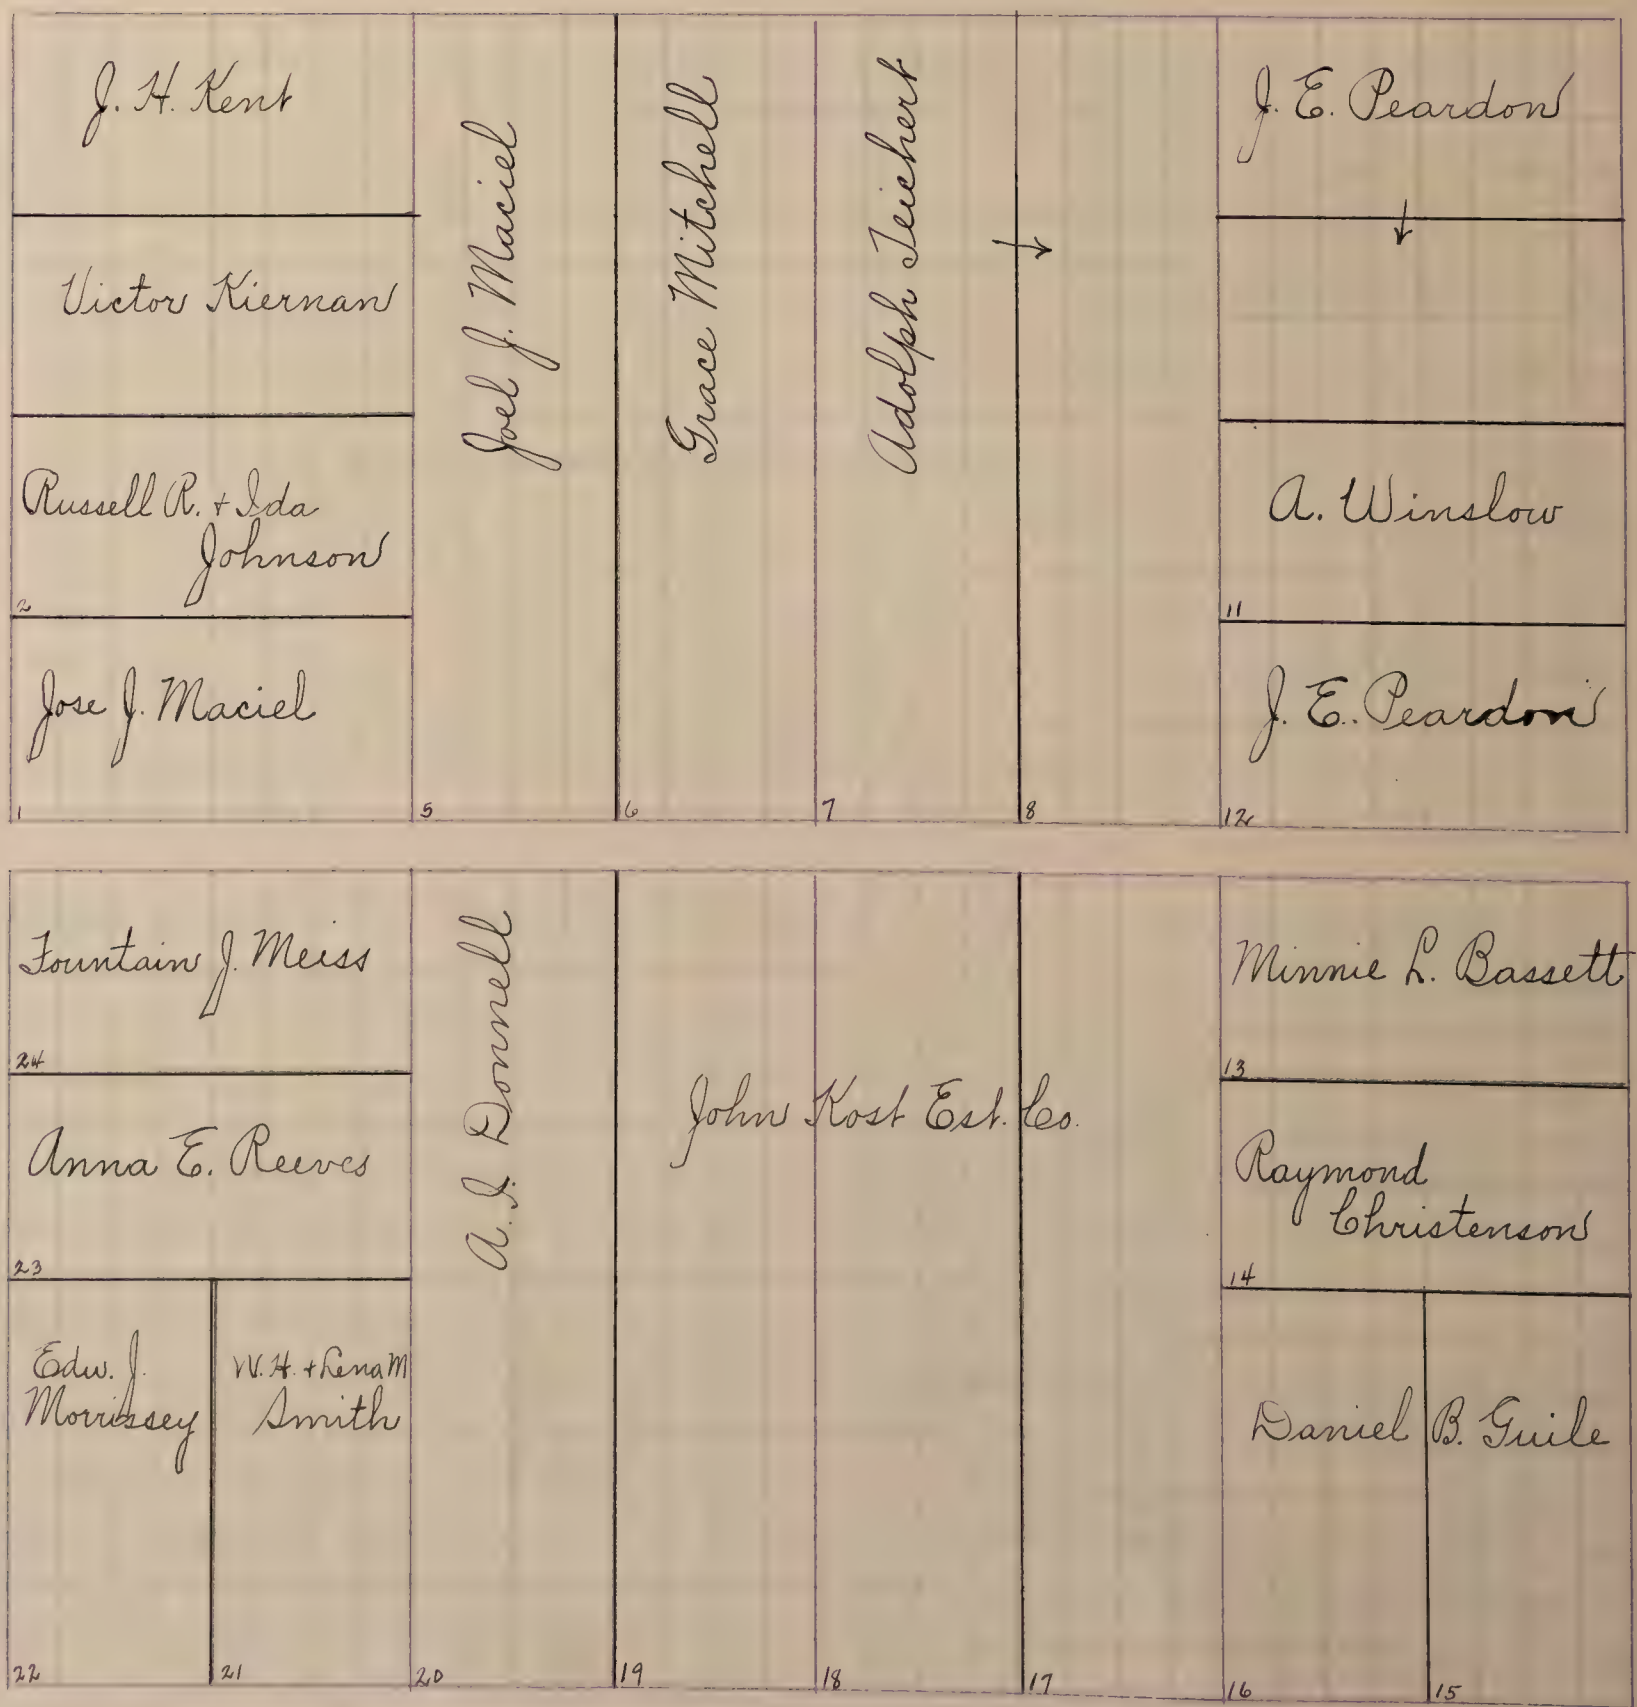 J. H. Kent
Victor Kiernan
Russell R. + Ida
Johnson
2
Jose J. Maciel
1
Joel J. Maciel
5
Grace Mitchell
6
Adolph Teichert
7
8
J. E. Peardon
A. Winslow
11
J. E. Peardon
12
Fountain J. Meiss
24
Anna E. Reeves
23
Edw. J.
Morrissey
22
W. H. + Lena M
Smith
21
A. I. Donnell
20
John Kost Est. Co.
19
18
17
Minnie L. Bassett
13
Raymond
Christenson
14
Daniel B. Guile
16
15